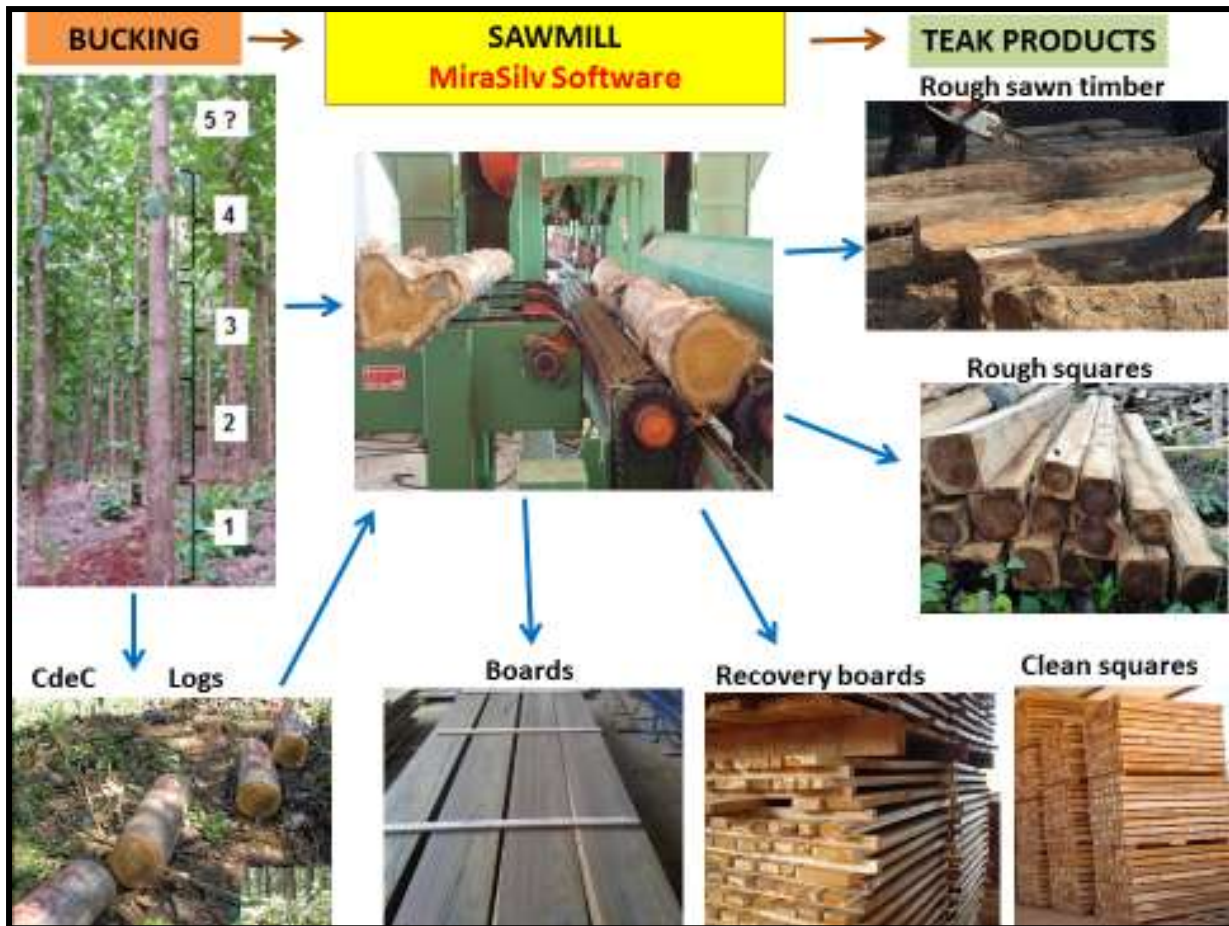 BUCKING
SAWMILL
MiraSilv Software
TEAK PRODUCTS
Rough sawn timber
5 ?
4
3
2
1
Rough squares
CdeC
Logs
Boards
Recovery boards
Clean squares